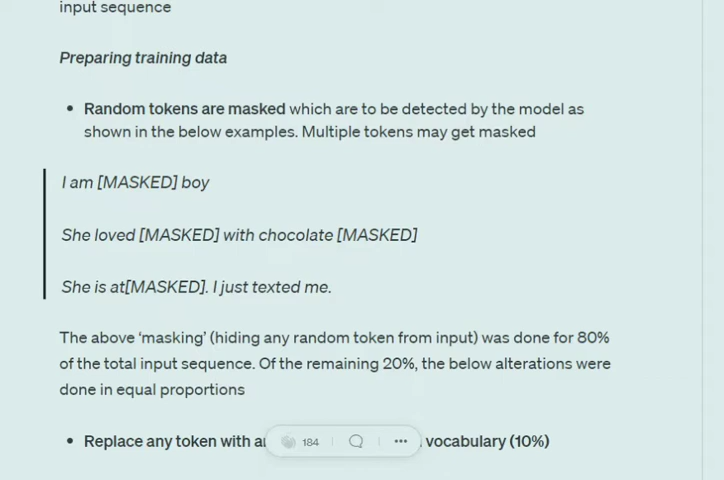 input sequence
Preparing training data
• Random tokens are masked which are to be detected by the model as
shown in the below examples. Multiple tokens may get masked
I am [MASKED] boy
She loved [MASKED] with chocolate [MASKED]
She is at[MASKED]. I just texted me.
The above ‘masking’ (hiding any random token from input) was done for 80%
of the total input sequence. Of the remaining 20%, the below alterations were
done in equal proportions
• Replace any token with 184 vocabulary (10%)